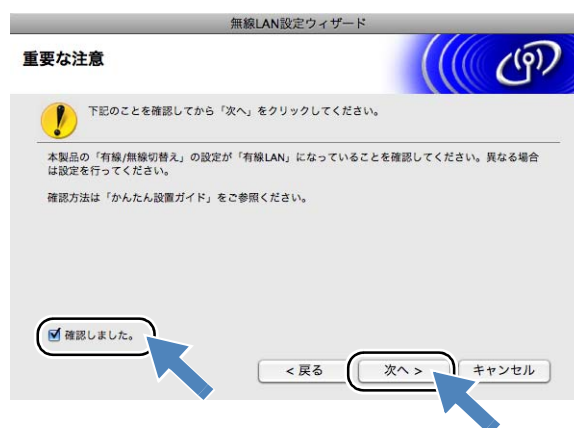 無線LAN設定ウィザード
重要な注意
下記のことを確認してから「次へ」をクリックしてください。
本製品の「有線/無線切替え」の設定が「有線LAN」になっていることを確認してください。異なる場合
は設定を行ってください。
確認方法は「かんたん設置ガイド」をご参照ください。
確認しました。
< 戻る 次へ > キャンセル